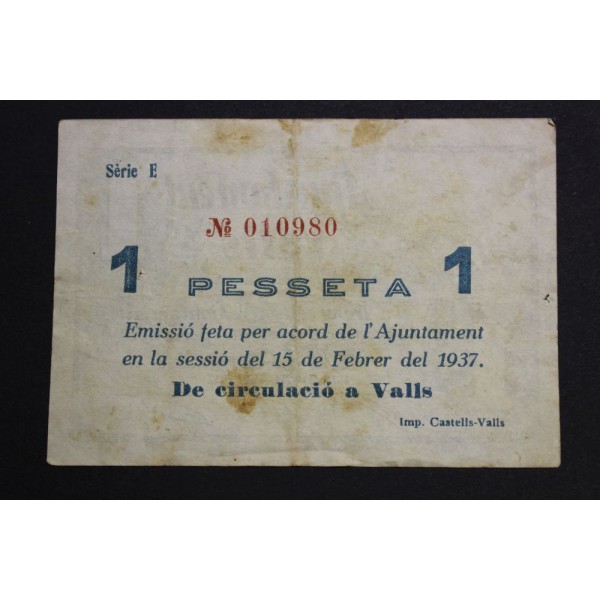 Sèrie E
№ 010980
1 PESSETA 1
Emissió feta per acord de l'Ajuntament
en la sessió del 15 de Febrer del 1937.
De circulació a Valls
Imp. Castells-Valls